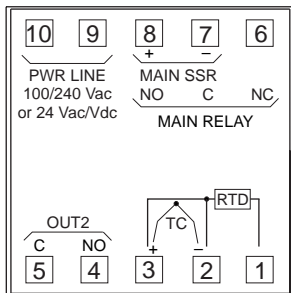 10 9 8 7 6
+ −
PWR LINE MAIN SSR
100/240 Vac NO C NC
or 24 Vac/Vdc MAIN RELAY
RTD
OUT2 TC
C NO + −
5 4 3 2 1